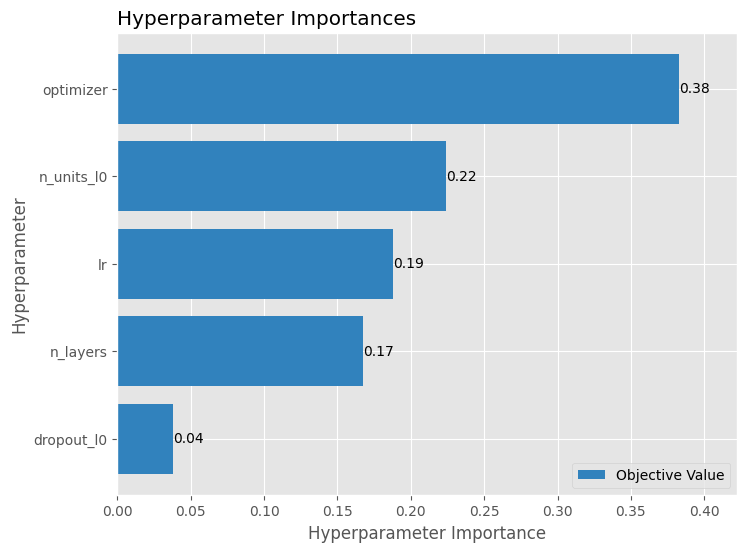 Hyperparameter Importances
Hyperparameter
optimizer
0.38
n_units_l0
0.22
lr
0.19
n_layers
0.17
dropout_l0
0.04
Objective Value
0.00 0.05 0.10 0.15 0.20 0.25 0.30 0.35 0.40
Hyperparameter Importance